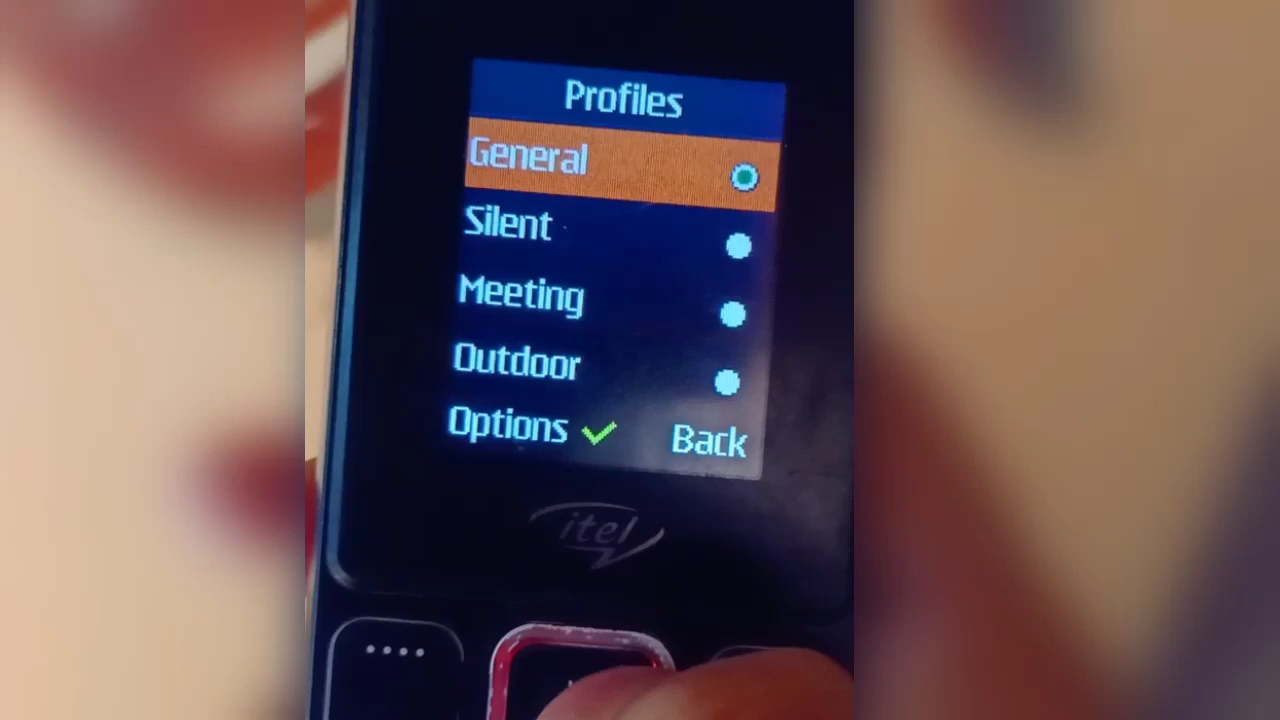 Profiles
General
Silent
Meeting
Outdoor
Options Back
itel